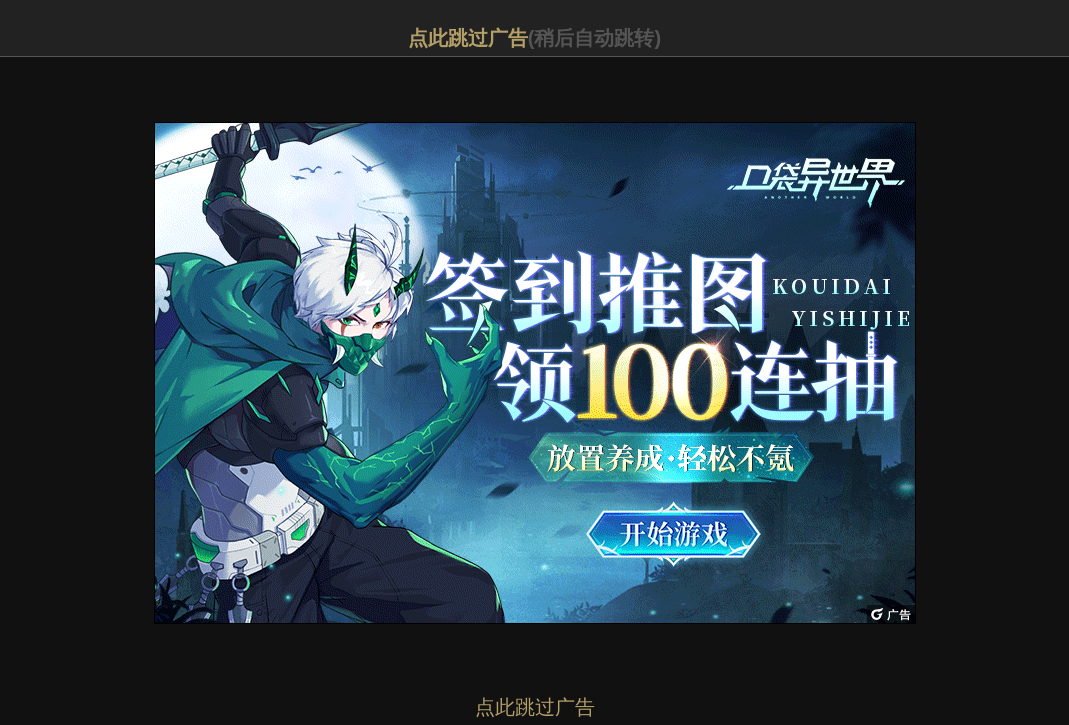 点此跳过广告(稍后自动跳转)
口袋异世界
ANOTHER WORLD
签到推图
KOUIDAI
YISHIJIE
领100连抽
放置养成·轻松不氪
开始游戏
广告
点此跳过广告